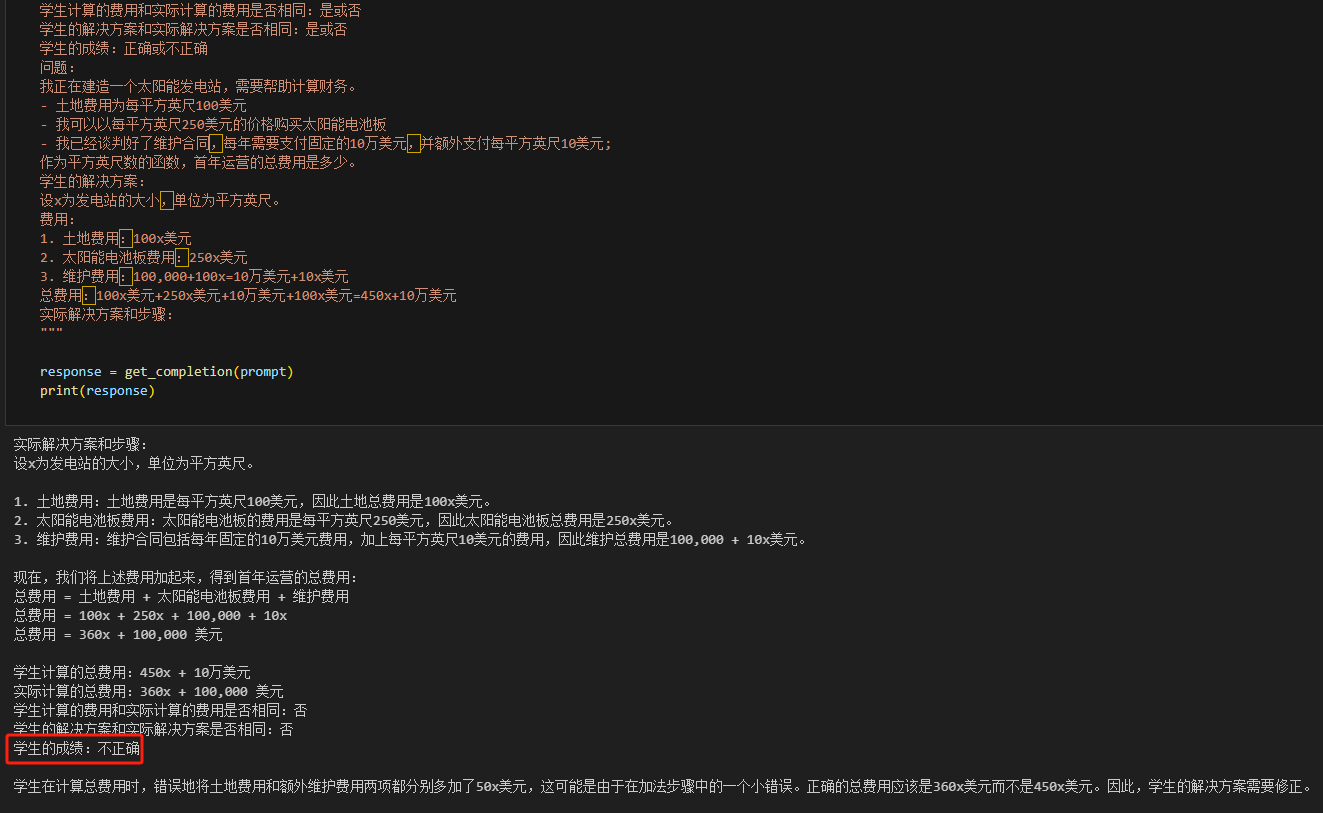 学生计算的费用和实际计算的费用是否相同：是或否
学生的解决方案和实际解决方案是否相同：是或否
学生的成绩：正确或不正确
问题：
我正在建造一个太阳能发电站，需要帮助计算财务。
- 土地费用为每平方英尺100美元
- 我可以以每平方英尺250美元的价格购买太阳能电池板
- 我已经谈判好了维护合同，每年需要支付固定的10万美元，并额外支付每平方英尺10美元；
作为平方英尺数的函数，首年运营的总费用是多少。
学生的解决方案：
设x为发电站的大小，单位为平方英尺。
费用：
1. 土地费用：100x美元
2. 太阳能电池板费用：250x美元
3. 维护费用：100,000+100x=10万美元+10x美元
总费用：100x美元+250x美元+10万美元+100x美元=450x+10万美元
实际解决方案和步骤：
"""
response = get_completion(prompt)
print(response)
实际解决方案和步骤：
设x为发电站的大小，单位为平方英尺。
1. 土地费用：土地费用是每平方英尺100美元，因此土地总费用是100x美元。
2. 太阳能电池板费用：太阳能电池板的费用是每平方英尺250美元，因此太阳能电池板总费用是250x美元。
3. 维护费用：维护合同包括每年固定的10万美元费用，加上每平方英尺10美元的费用，因此维护总费用是100,000 + 10x美元。
现在，我们将上述费用加起来，得到首年运营的总费用：
总费用 = 土地费用 + 太阳能电池板费用 + 维护费用
总费用 = 100x + 250x + 100,000 + 10x
总费用 = 360x + 100,000 美元
学生计算的总费用：450x + 10万美元
实际计算的总费用：360x + 100,000 美元
学生计算的费用和实际计算的费用是否相同：否
学生的解决方案和实际解决方案是否相同：否
学生的成绩：不正确
学生在计算总费用时，错误地将土地费用和额外维护费用两项都分别多加了50x美元，这可能是由于在加法步骤中的一个小错误。正确的总费用应该是360x美元而不是450x美元。因此，学生的解决方案需要修正。